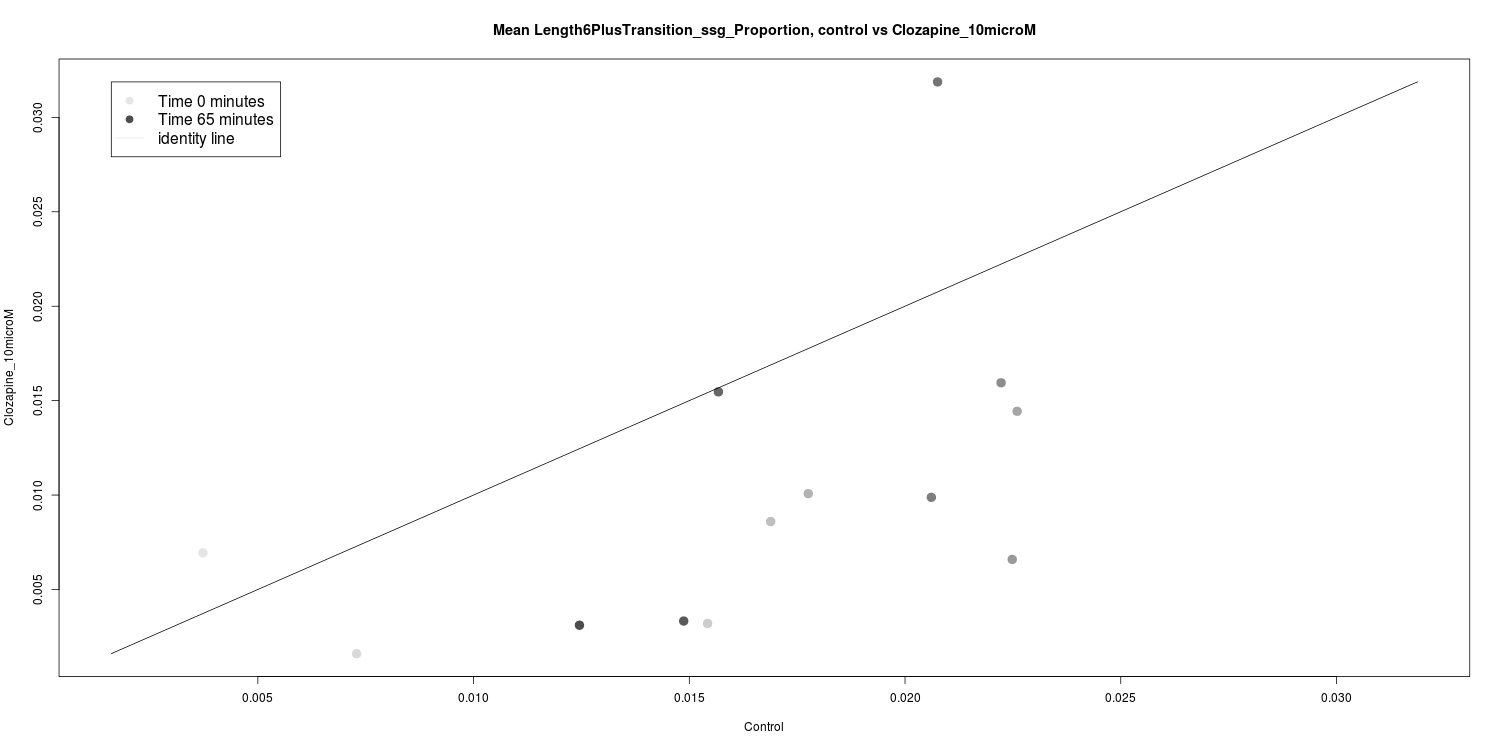 Mean Length6PlusTransition_ssg_Proportion, control vs Clozapine_10microM
Time 0 minutes
Time 65 minutes
identity line
0.030
0.025
0.020
0.015
0.010
0.005
Clozapine_10microM
0.005 0.010 0.015 0.020 0.025 0.030
Control